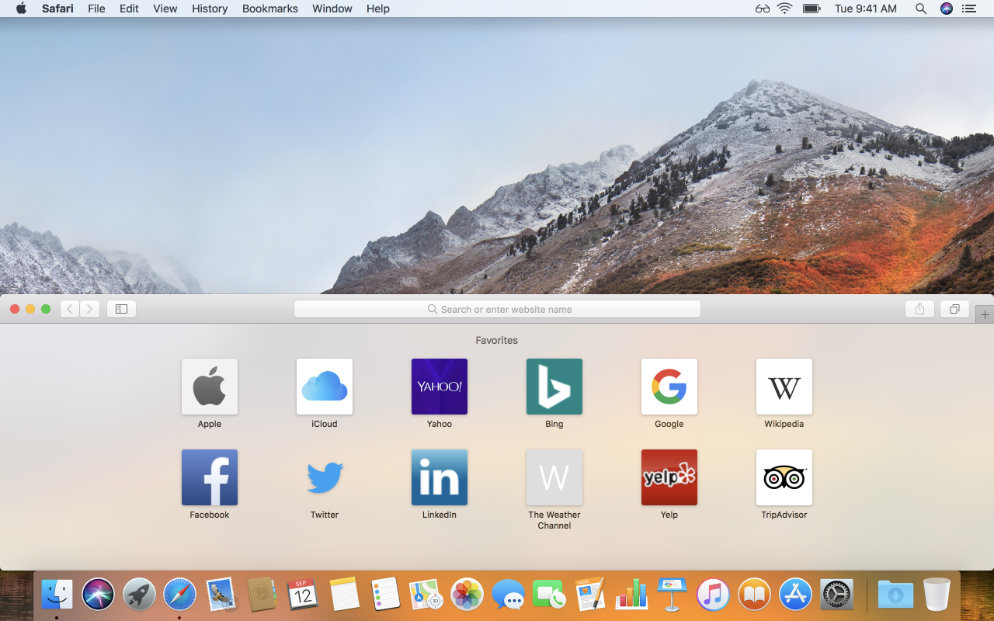 Safari File Edit View History Bookmarks Window Help Tue 9:41 AM
Search or enter website name
Favorites
YAHOO!
W
Apple iCloud Yahoo Bing Google Wikipedia
in W yelp
Facebook Twitter LinkedIn The Weather Yelp TripAdvisor
Channel
SEP
12